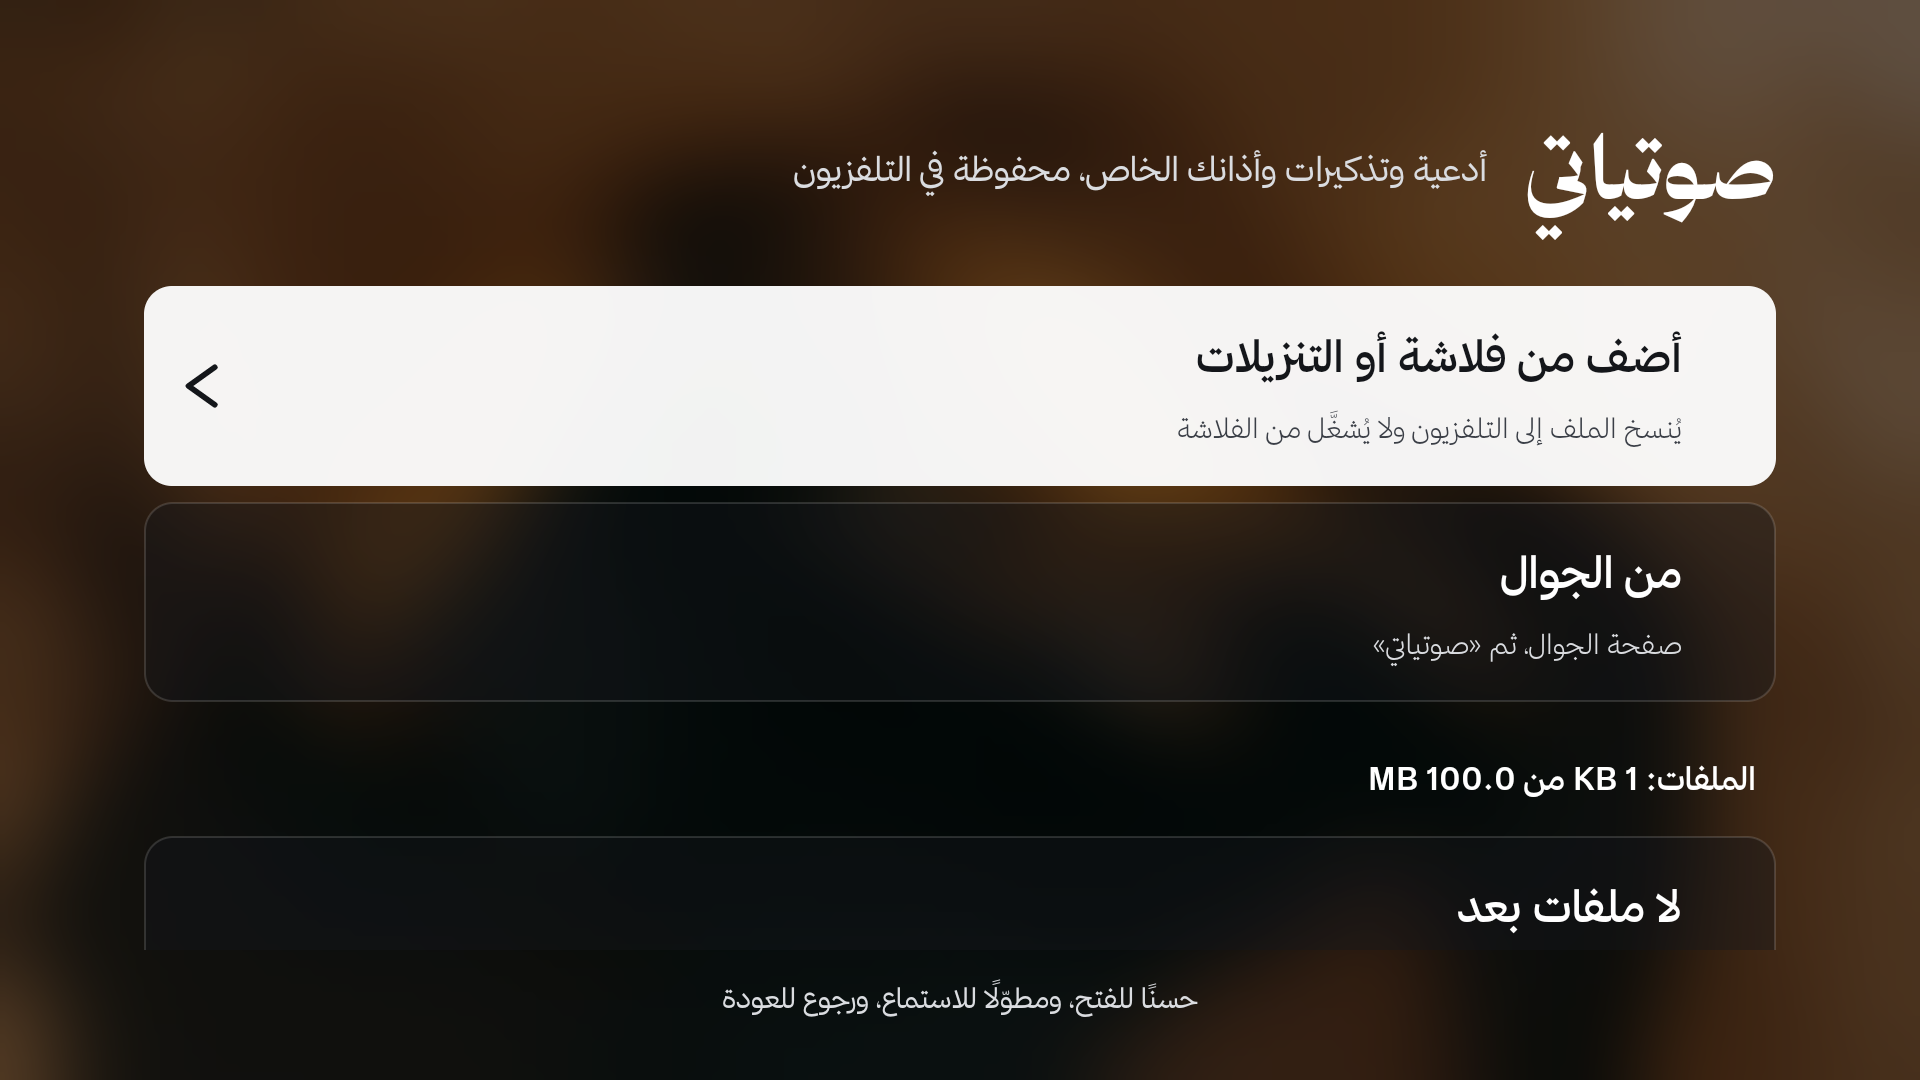 صوتياتي
أدعية وتذكيرات وأذانك الخاص، محفوظة في التلفزيون
أضف من فلاشة أو التنزيلات
يُنسخ الملف إلى التلفزيون ولا يُشغَّل من الفلاشة
من الجوال
صفحة الجوال، ثم «صوتياتي»
الملفات: 1 KB من 100.0 MB
لا ملفات بعد
حسنًا للفتح، ومطوّلًا للاستماع، ورجوع للعودة